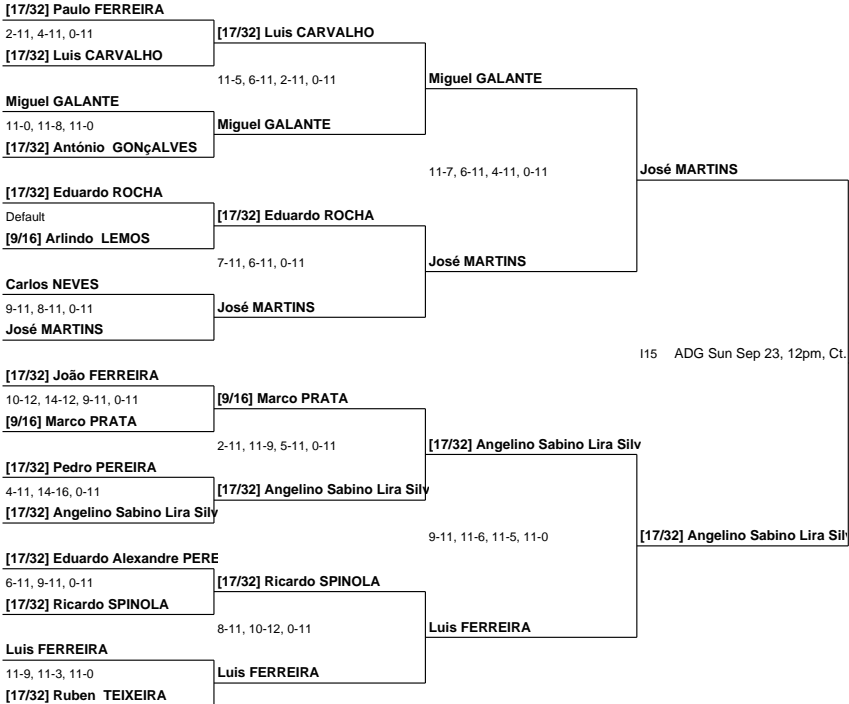 [17/32] Paulo FERREIRA
2-11, 4-11, 0-11
[17/32] Luis CARVALHO
[17/32] Luis CARVALHO
11-5, 6-11, 2-11, 0-11
Miguel GALANTE
Miguel GALANTE
11-0, 11-8, 11-0
Miguel GALANTE
[17/32] António GONçALVES
11-7, 6-11, 4-11, 0-11
José MARTINS
[17/32] Eduardo ROCHA
Default
[17/32] Eduardo ROCHA
[9/16] Arlindo LEMOS
7-11, 6-11, 0-11
José MARTINS
Carlos NEVES
9-11, 8-11, 0-11
José MARTINS
José MARTINS
I15 ADG Sun Sep 23, 12pm, Ct.
[17/32] João FERREIRA
10-12, 14-12, 9-11, 0-11
[9/16] Marco PRATA
[9/16] Marco PRATA
2-11, 11-9, 5-11, 0-11
[17/32] Angelino Sabino Lira Silv
[17/32] Pedro PEREIRA
4-11, 14-16, 0-11
[17/32] Angelino Sabino Lira Silv
[17/32] Angelino Sabino Lira Silv
9-11, 11-6, 11-5, 11-0
[17/32] Angelino Sabino Lira Silv
[17/32] Eduardo Alexandre PERE
6-11, 9-11, 0-11
[17/32] Ricardo SPINOLA
[17/32] Ricardo SPINOLA
8-11, 10-12, 0-11
Luis FERREIRA
Luis FERREIRA
11-9, 11-3, 11-0
Luis FERREIRA
[17/32] Ruben TEIXEIRA